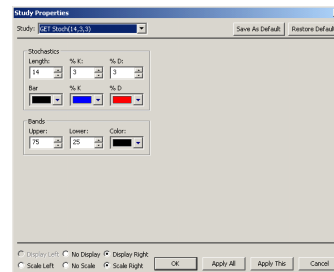 Study Properties
Study: GET Stoch(14,3,3) Save As Default Restore Default
Stochastics
Length: % K: % D:
14 3 3
Bar % K % D
Bands
Upper: Lower: Color:
75 25
Display Left No Display Display Right
Scale Left No Scale Scale Right OK Apply All Apply This Cancel